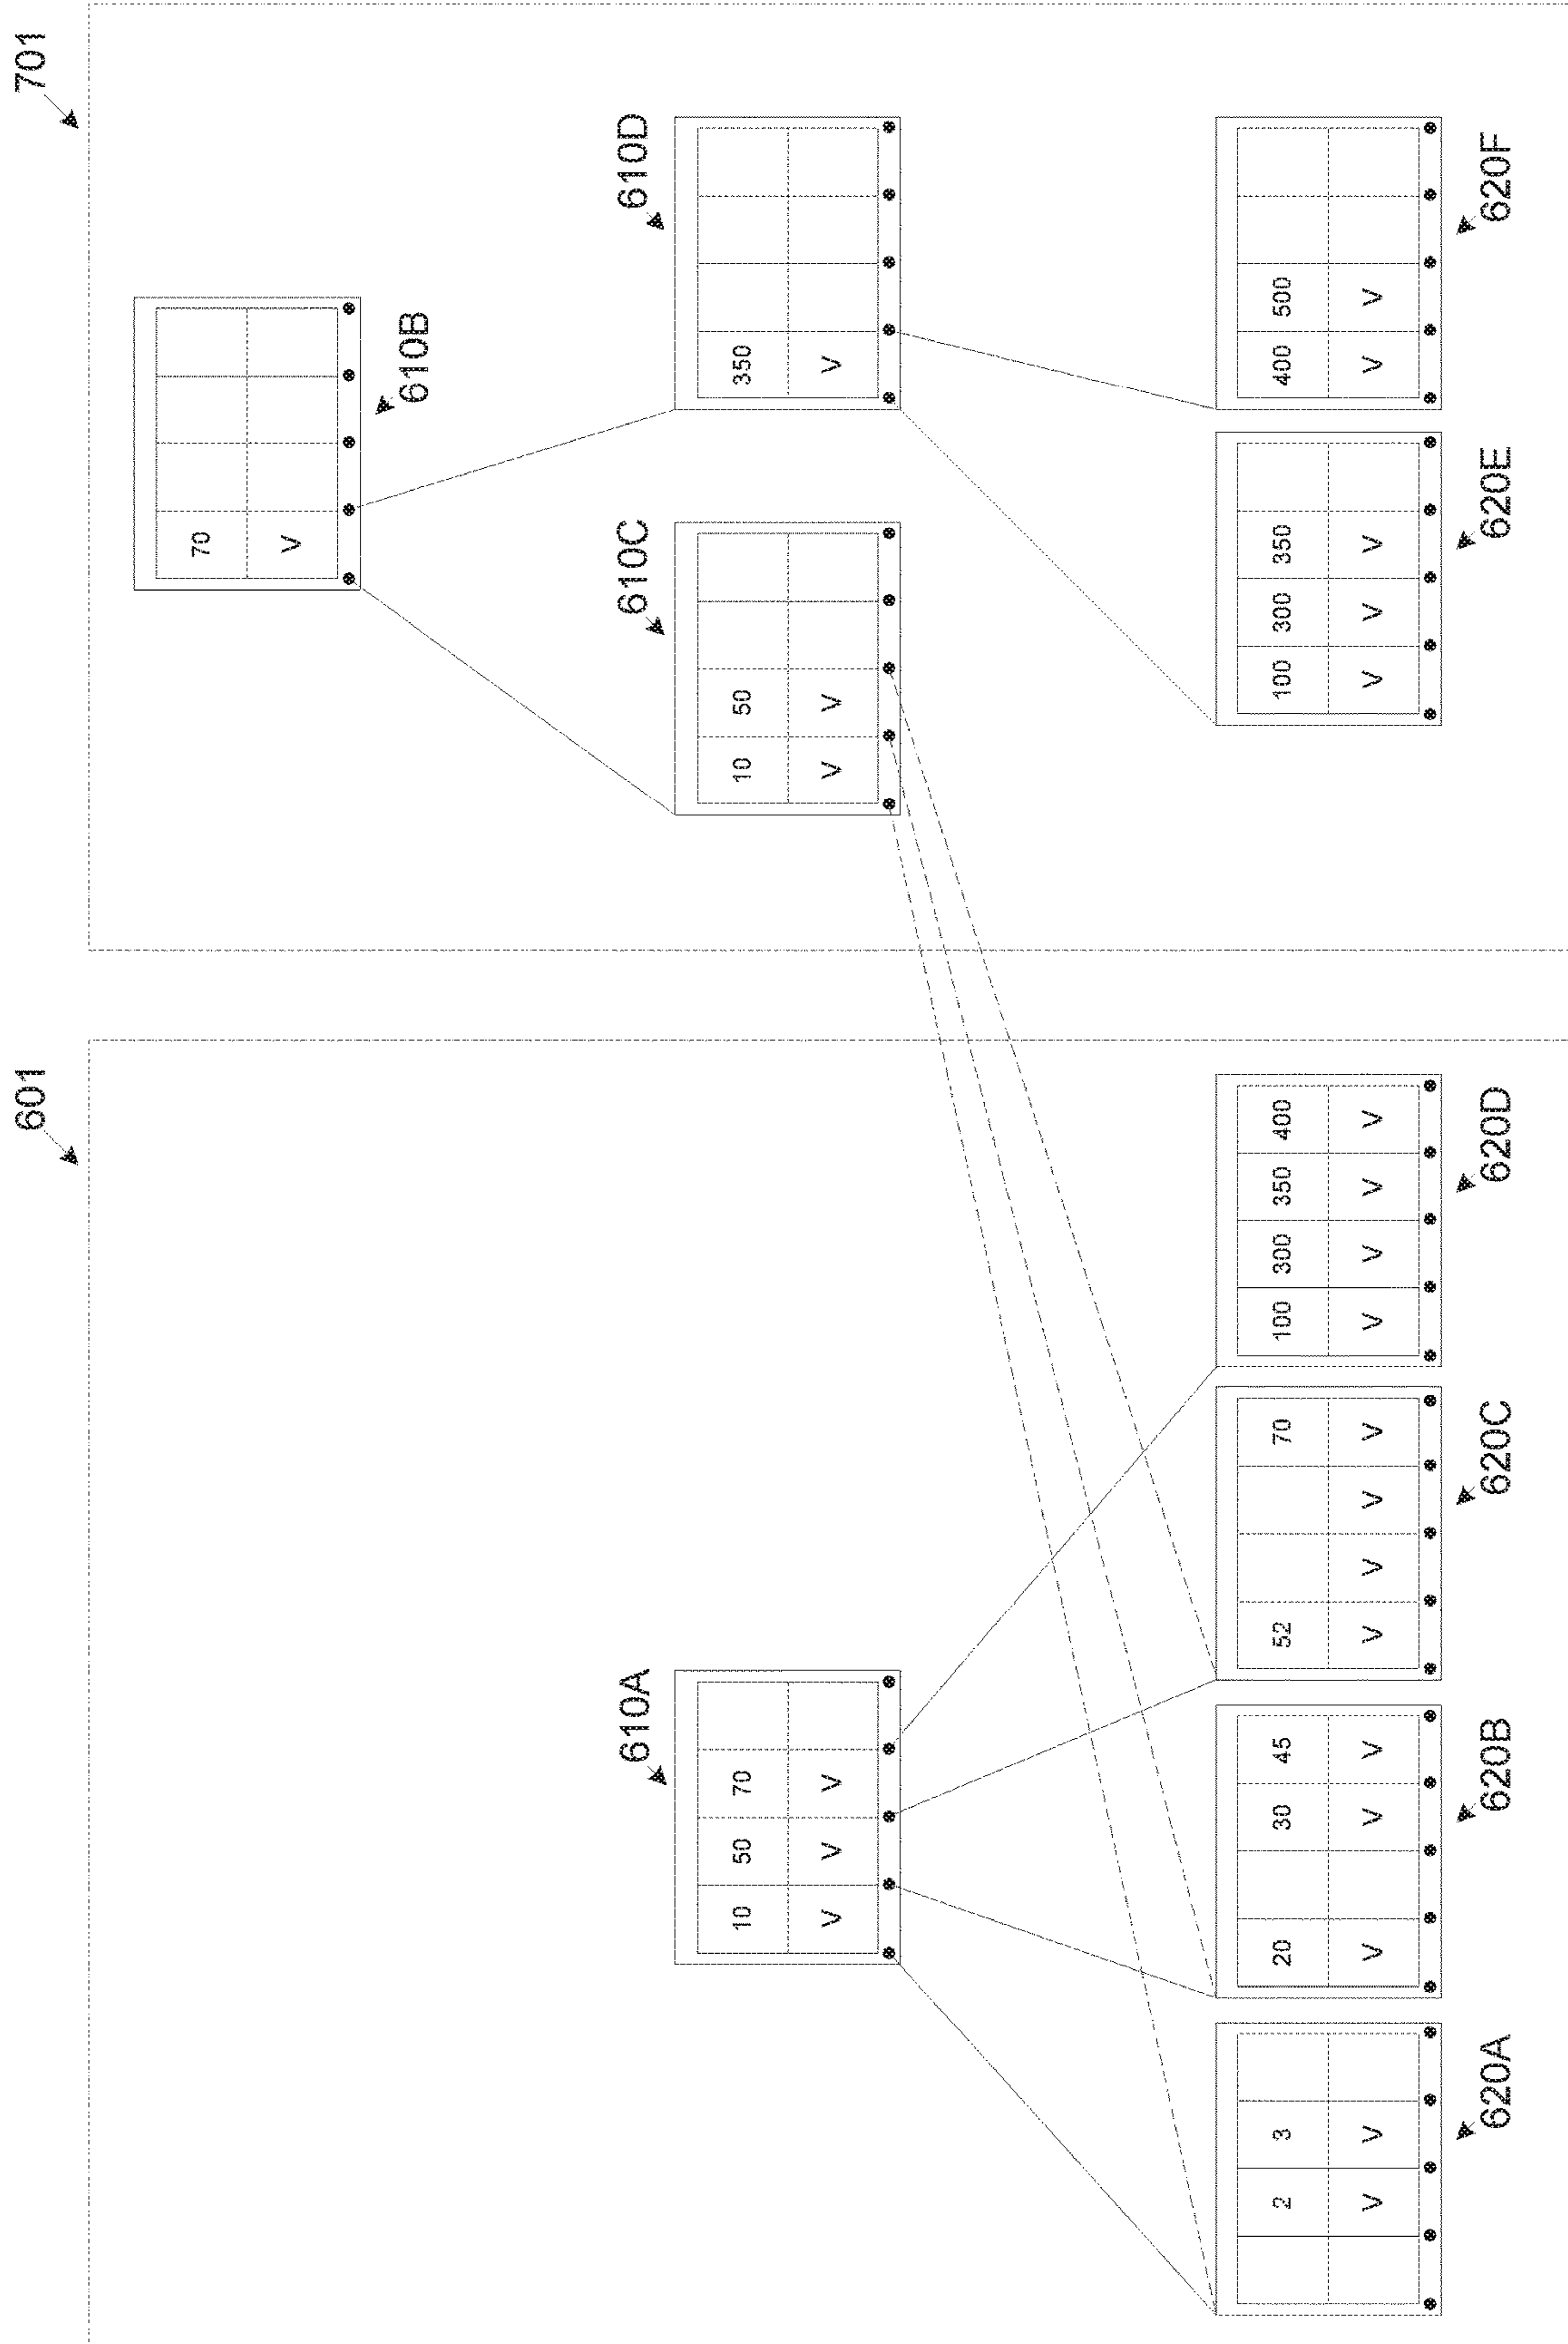 601 701
70
V
610B
610A 610C 610D
10 50 70 10 50 350
V V V V V V
2 3 20 30 45 52 70 100 300 350 400 100 300 350 400 500
V V V V V V V V V V V V V V V V V V
620A 620B 620C 620D 620E 620F